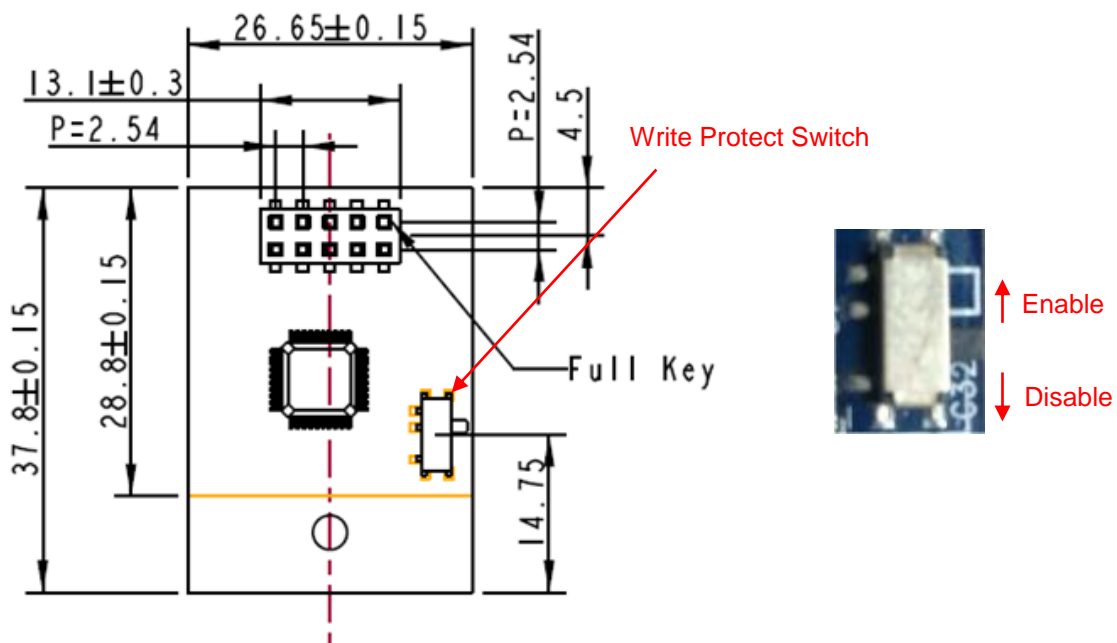 26.65±0.15
13.1±0.3
P=2.54
P=2.54
4.5
Write Protect Switch
37.8±0.15
28.8±0.15
Full Key
14.75
Enable
Disable
C32